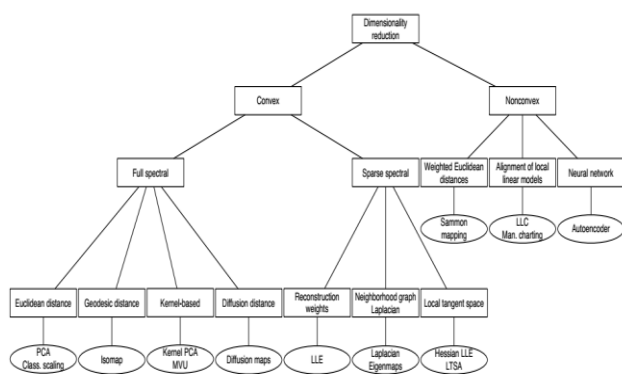 Dimensionality
reduction
Convex
Nonconvex
Full spectral
Sparse spectral
Weighted Euclidean
distances
Alignment of local
linear models
Neural network
Sammon
mapping
LLC
Man. charting
Autoencoder
Euclidean distance
Geodesic distance
Kernel-based
Diffusion distance
Reconstruction
weights
Neighborhood graph
Laplacian
Local tangent space
PCA
Class. scaling
Isomap
Kernel PCA
MVU
Diffusion maps
LLE
Laplacian
Eigenmaps
Hessian LLE
LTSA